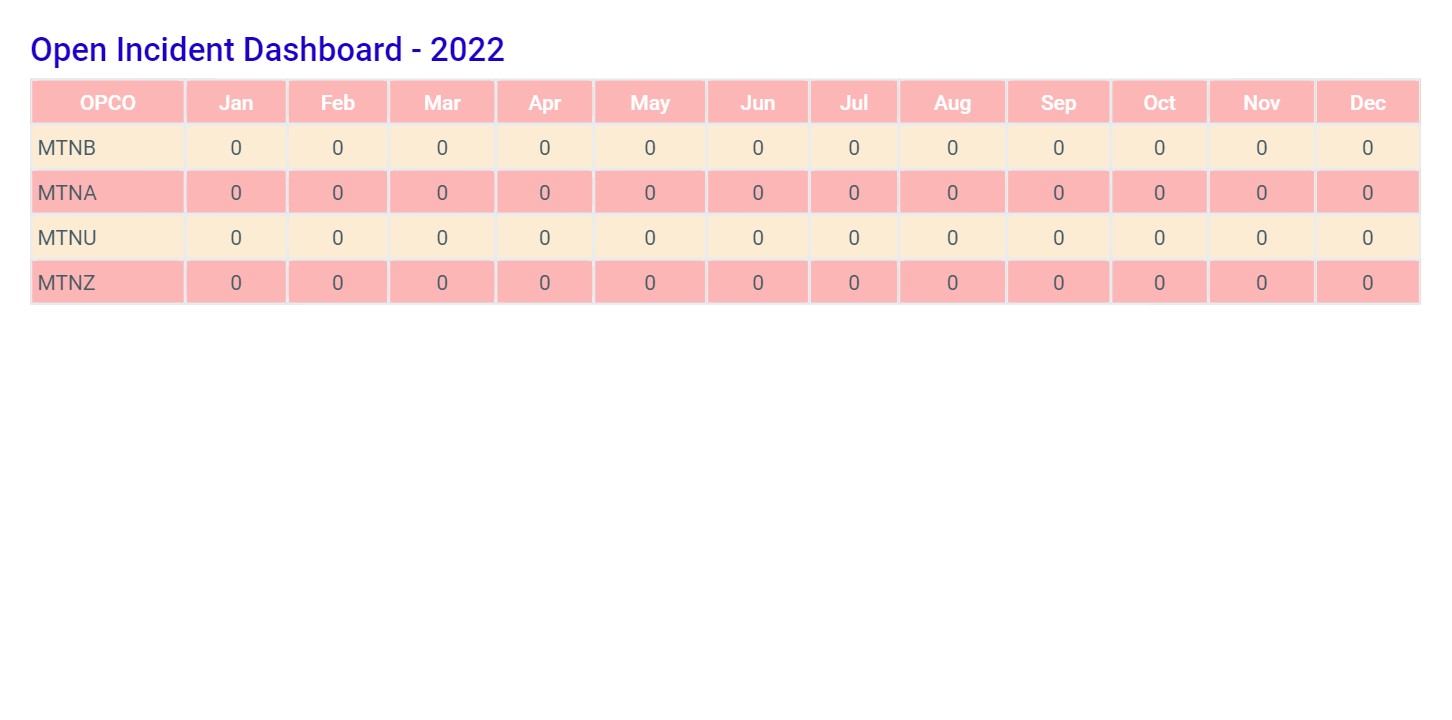 Open Incident Dashboard - 2022
OPCO Jan Feb Mar Apr May Jun Jul Aug Sep Oct Nov Dec
MTNB 0 0 0 0 0 0 0 0 0 0 0 0
MTNA 0 0 0 0 0 0 0 0 0 0 0 0
MTNU 0 0 0 0 0 0 0 0 0 0 0 0
MTNZ 0 0 0 0 0 0 0 0 0 0 0 0